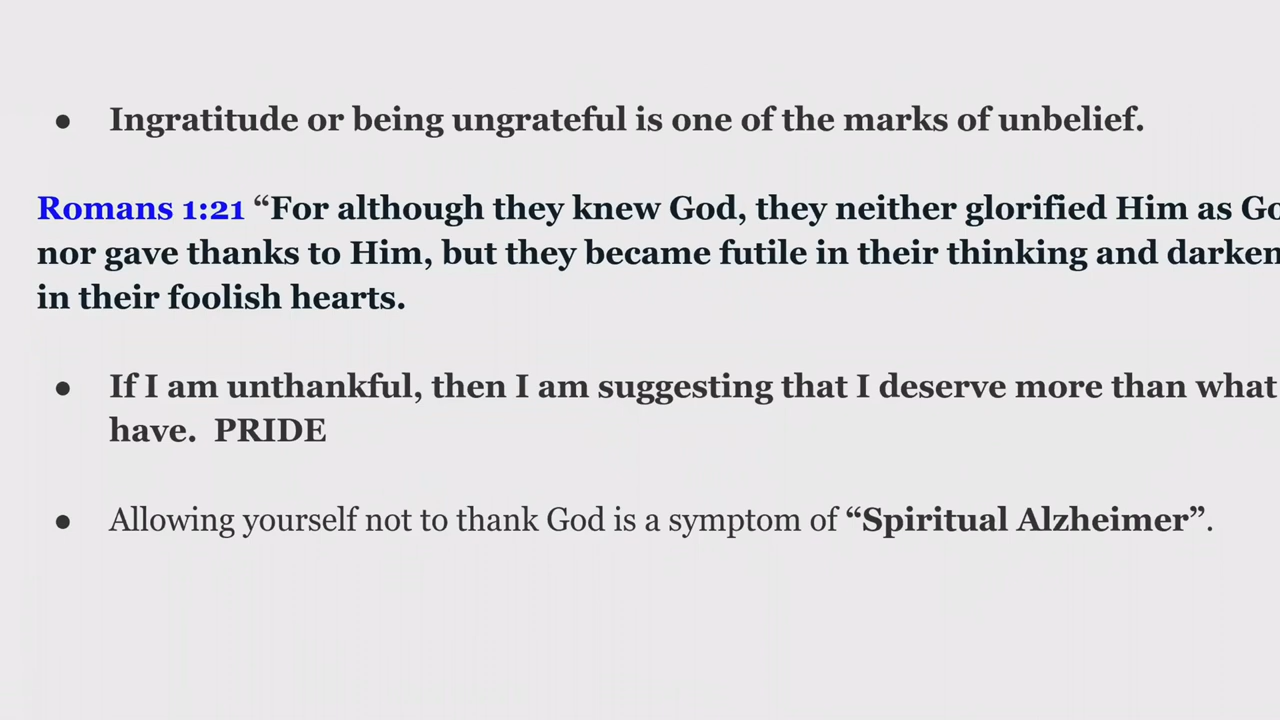 ● Ingratitude or being ungrateful is one of the marks of unbelief.
Romans 1:21 “For although they knew God, they neither glorified Him as Go
nor gave thanks to Him, but they became futile in their thinking and darken
in their foolish hearts.
● If I am unthankful, then I am suggesting that I deserve more than what
have.  PRIDE
● Allowing yourself not to thank God is a symptom of “Spiritual Alzheimer”.